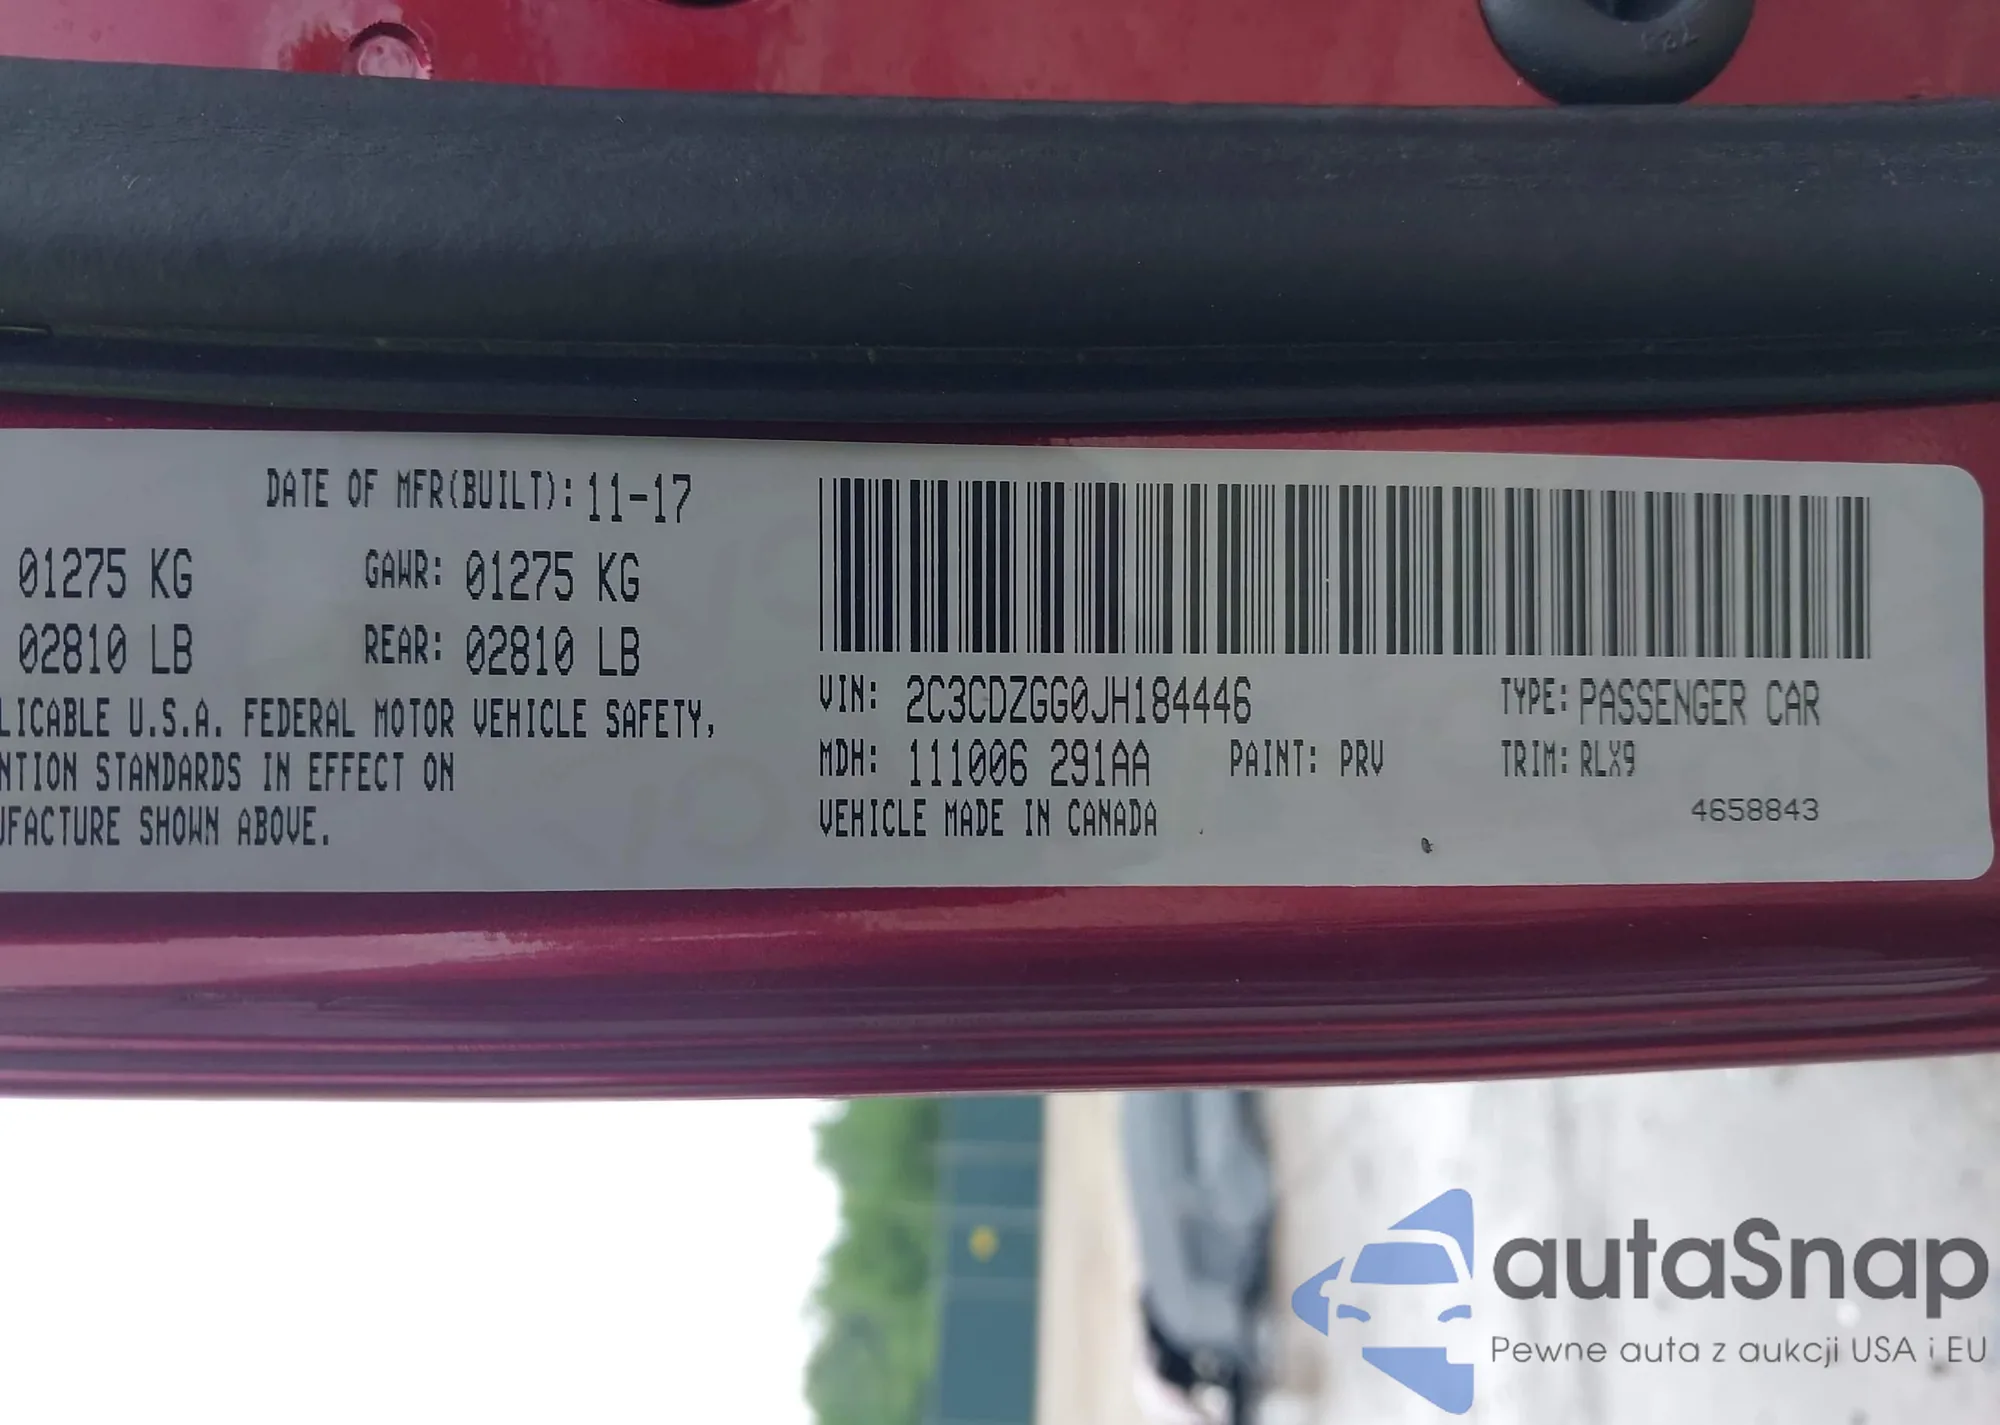 DATE OF MFR(BUILT): 11-17
01275 KG GAWR: 01275 KG
02810 LB REAR: 02810 LB
LICABLE U.S.A. FEDERAL MOTOR VEHICLE SAFETY,
NTION STANDARDS IN EFFECT ON
UFACTURE SHOWN ABOVE.
VIN: 2C3CDZGG0JH184446 TYPE: PASSENGER CAR
MDH: 111006 291AA PAINT: PRV TRIM: RLX9
VEHICLE MADE IN CANADA
4658843
autaSnap
Pewne auta z aukcji USA i EU